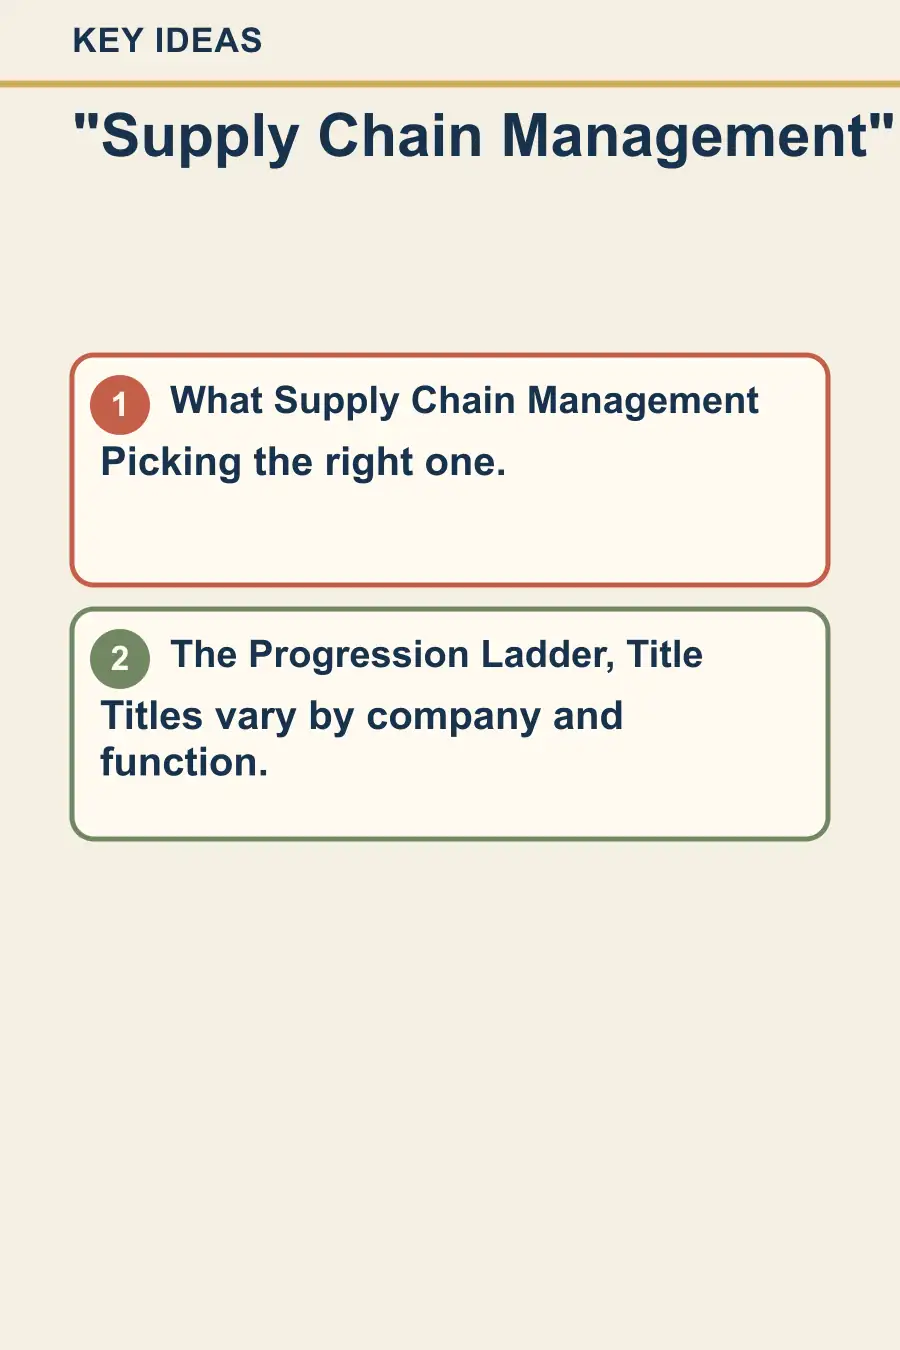 KEY IDEAS
"Supply Chain Management"
1 What Supply Chain Management
Picking the right one.
2 The Progression Ladder, Title
Titles vary by company and
function.